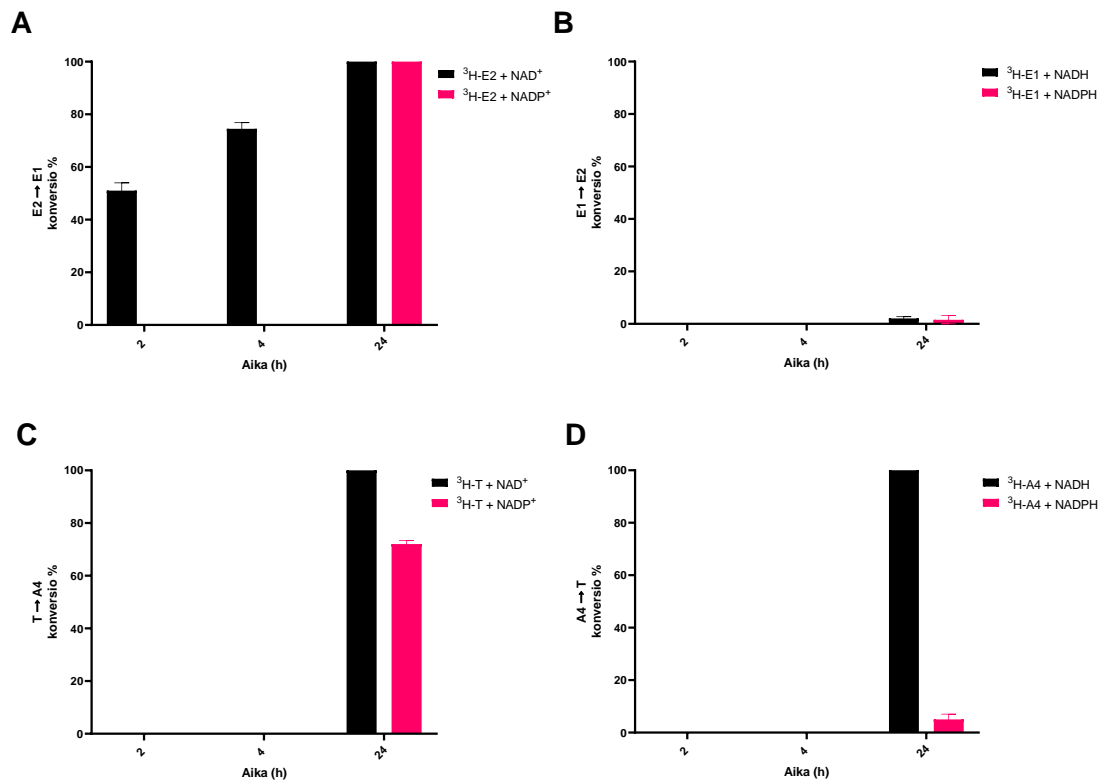 A
100
80
60
40
20
0
E2 → E1
konversio %
2
4
24
Aika (h)
³H-E2 + NAD⁺
³H-E2 + NADP⁺
B
100
80
60
40
20
0
E1 → E2
konversio %
2
4
24
Aika (h)
³H-E1 + NADH
³H-E1 + NADPH
C
100
80
60
40
20
0
T → A4
konversio %
2
4
24
Aika (h)
³H-T + NAD⁺
³H-T + NADP⁺
D
100
80
60
40
20
0
A4 → T
konversio %
2
4
24
Aika (h)
³H-A4 + NADH
³H-A4 + NADPH